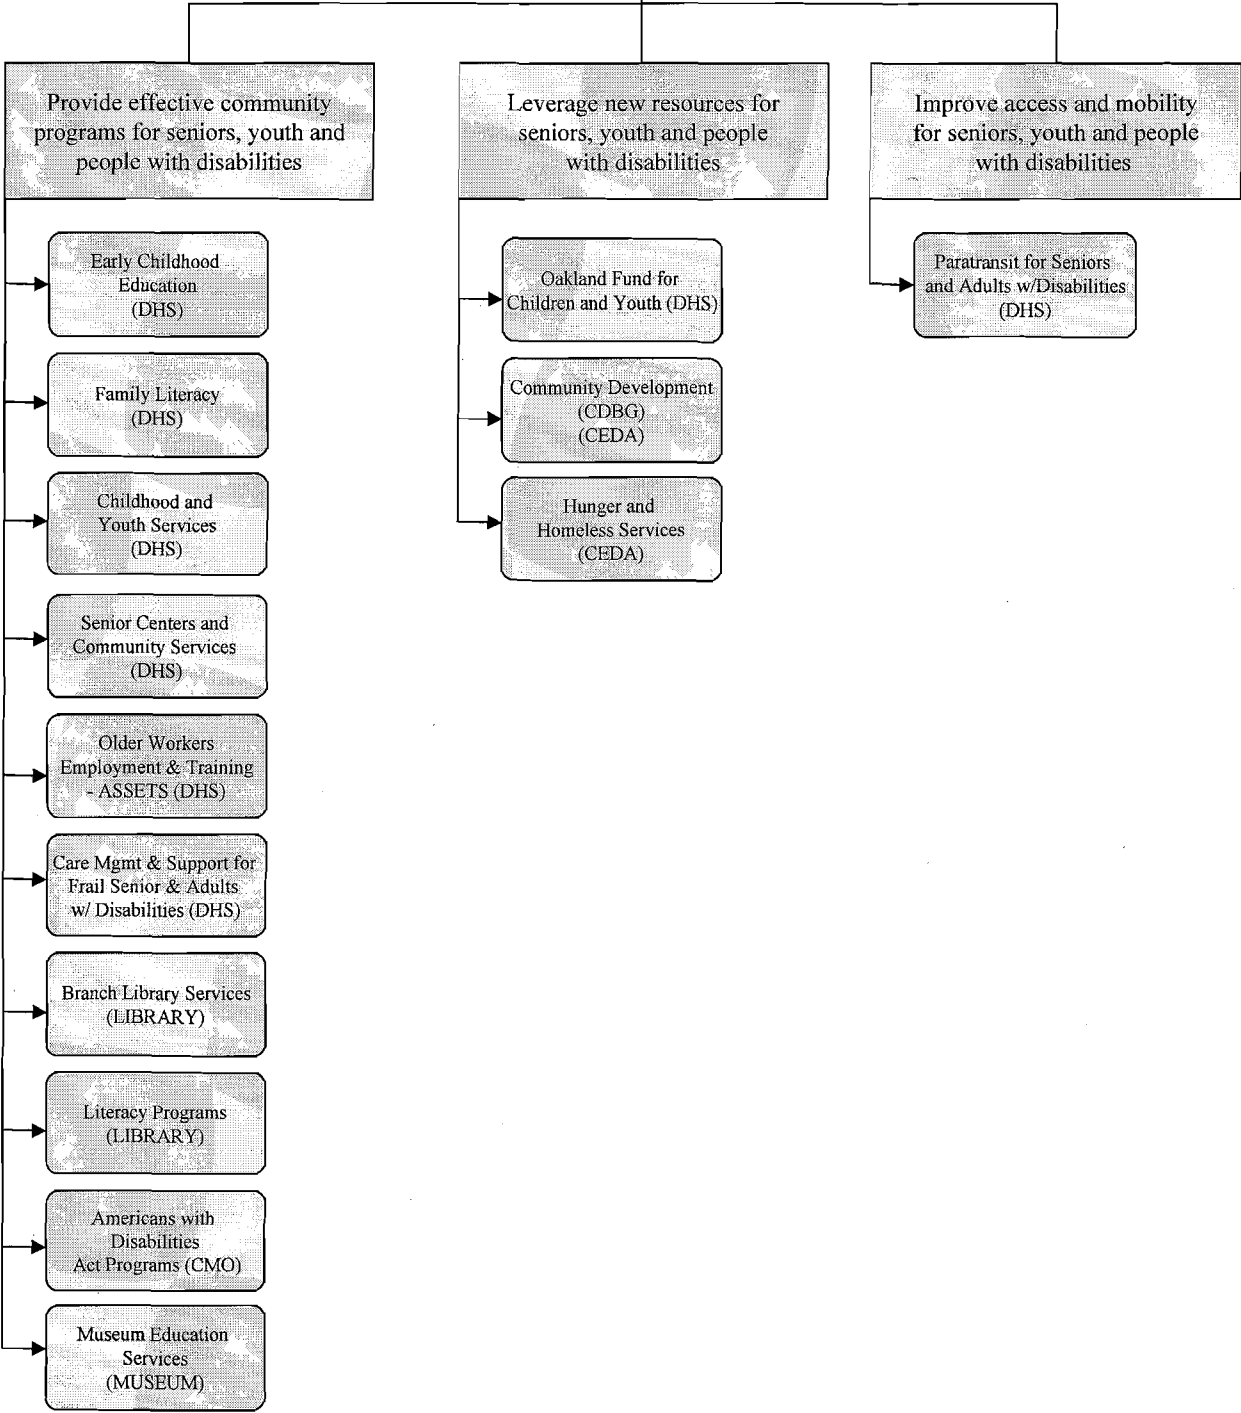 Provide effective community
programs for seniors, youth and
people with disabilities
Early Childhood
Education
(DHS)
Family Literacy
(DHS)
Childhood and
Youth Services
(DHS)
Senior Centers and
Community Services
(DHS)
Older Workers
Employment & Training
- ASSETS (DHS)
Care Mgmt & Support for
Frail Senior & Adults
w/ Disabilities (DHS)
Branch Library Services
(LIBRARY)
Literacy Programs
(LIBRARY)
Americans with
Disabilities
Act Programs (CMO)
Museum Education
Services
(MUSEUM)
Leverage new resources for
seniors, youth and people
with disabilities
Oakland Fund for
Children and Youth (DHS)
Community Development
(CDBG)
(CEDA)
Hunger and
Homeless Services
(CEDA)
Improve access and mobility
for seniors, youth and people
with disabilities
Paratransit for Seniors
and Adults w/Disabilities
(DHS)